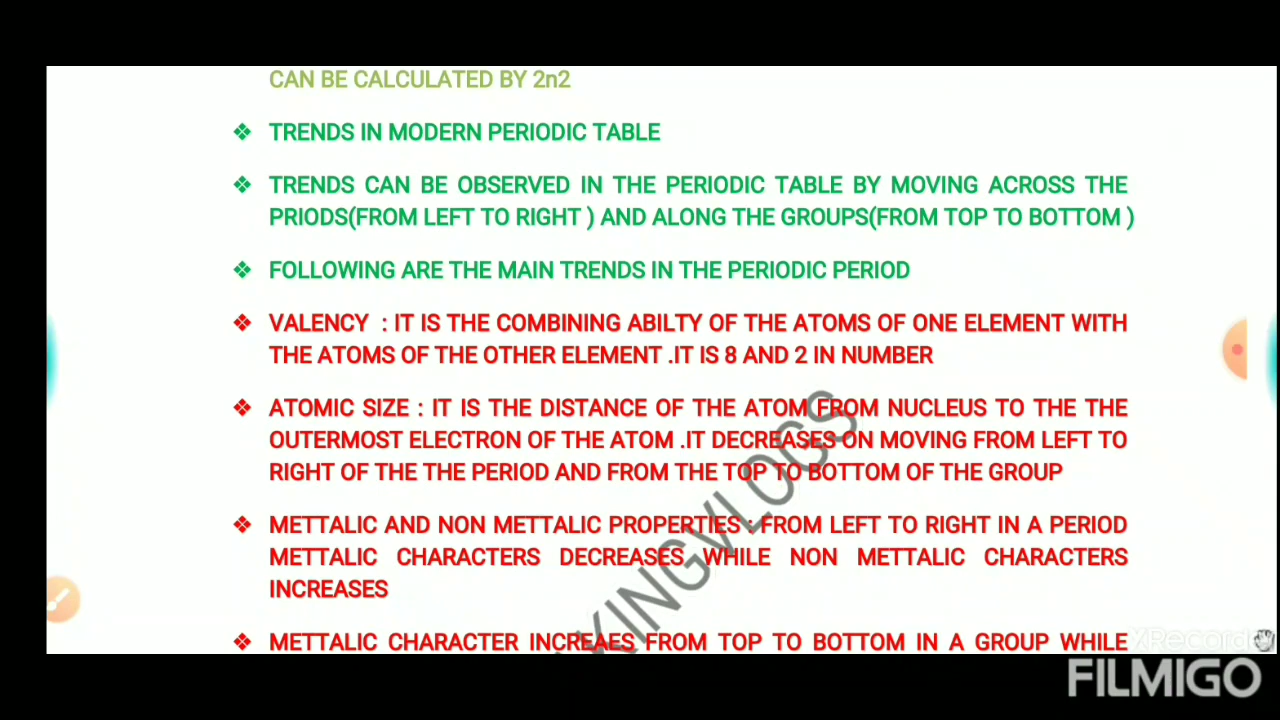 CAN BE CALCULATED BY 2n2
❖ TRENDS IN MODERN PERIODIC TABLE
❖ TRENDS CAN BE OBSERVED IN THE PERIODIC TABLE BY MOVING ACROSS THE
PRIODS(FROM LEFT TO RIGHT ) AND ALONG THE GROUPS(FROM TOP TO BOTTOM )
❖ FOLLOWING ARE THE MAIN TRENDS IN THE PERIODIC PERIOD
❖ VALENCY : IT IS THE COMBINING ABILTY OF THE ATOMS OF ONE ELEMENT WITH
THE ATOMS OF THE OTHER ELEMENT .IT IS 8 AND 2 IN NUMBER
❖ ATOMIC SIZE : IT IS THE DISTANCE OF THE ATOM FROM NUCLEUS TO THE THE
OUTERMOST ELECTRON OF THE ATOM .IT DECREASES ON MOVING FROM LEFT TO
RIGHT OF THE THE PERIOD AND FROM THE TOP TO BOTTOM OF THE GROUP
❖ METTALIC AND NON METTALIC PROPERTIES : FROM LEFT TO RIGHT IN A PERIOD
METTALIC CHARACTERS DECREASES WHILE NON METTALIC CHARACTERS
INCREASES
❖ METTALIC CHARACTER INCREAES FROM TOP TO BOTTOM IN A GROUP WHILE
KINGVLOGS
XRecorder
FILMIGO